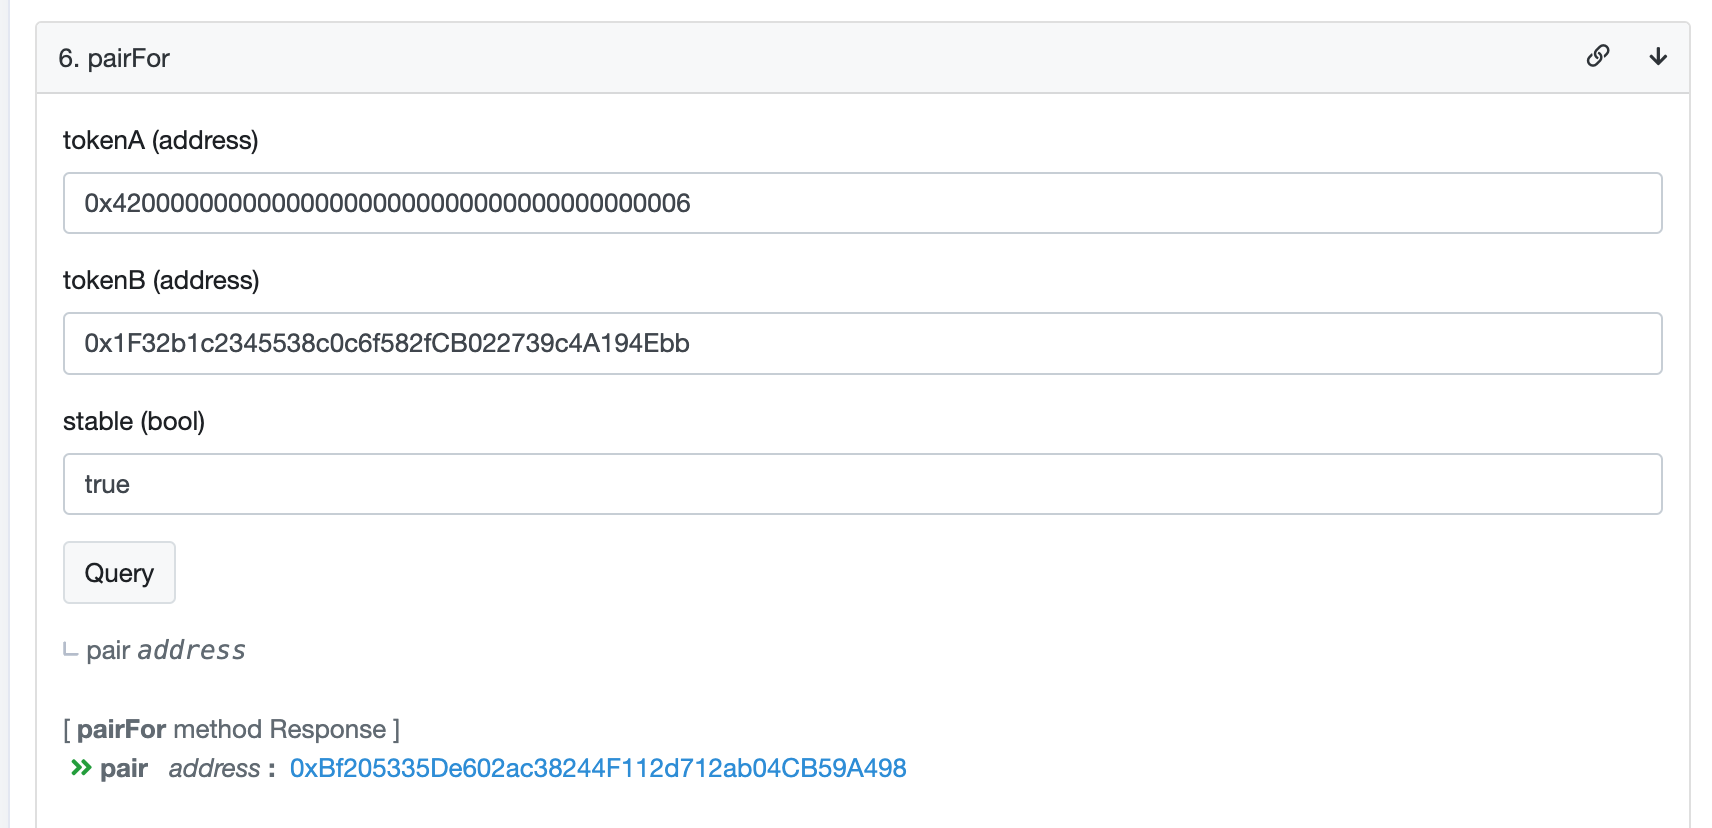 6. pairFor
tokenA (address)
0x4200000000000000000000000000000000000006
tokenB (address)
0x1F32b1c2345538c0c6f582fCB022739c4A194Ebb
stable (bool)
true
Query
pair address
[ pairFor method Response ]
pair address : 0xBf205335De602ac38244F112d712ab04CB59A498